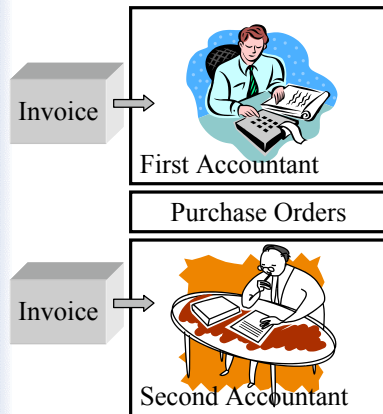 Invoice
First Accountant
Purchase Orders
Invoice
Second Accountant